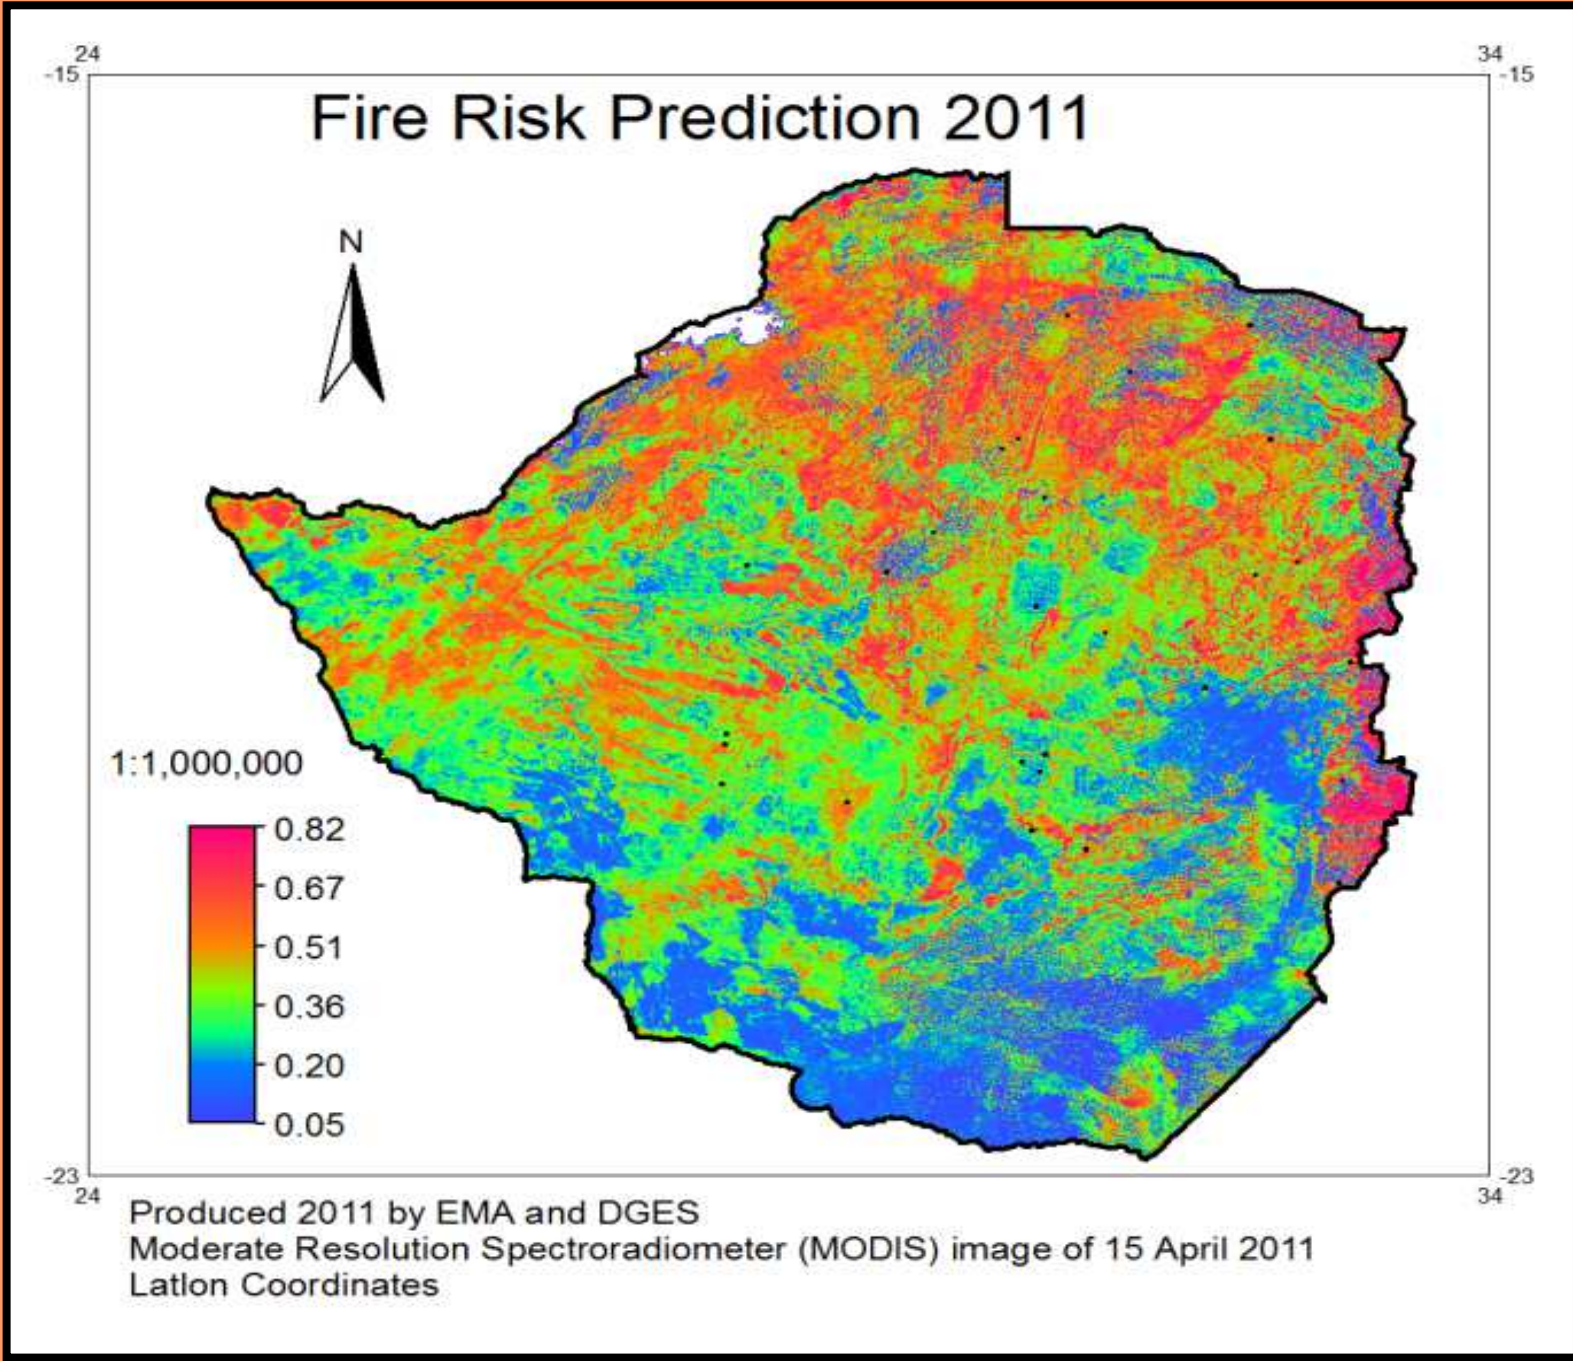 24 34
-15 -15
Fire Risk Prediction 2011
N
1:1,000,000
0.82
0.67
0.51
0.36
0.20
0.05
-23 -23
24 34
Produced 2011 by EMA and DGES
Moderate Resolution Spectroradiometer (MODIS) image of 15 April 2011
Latlon Coordinates